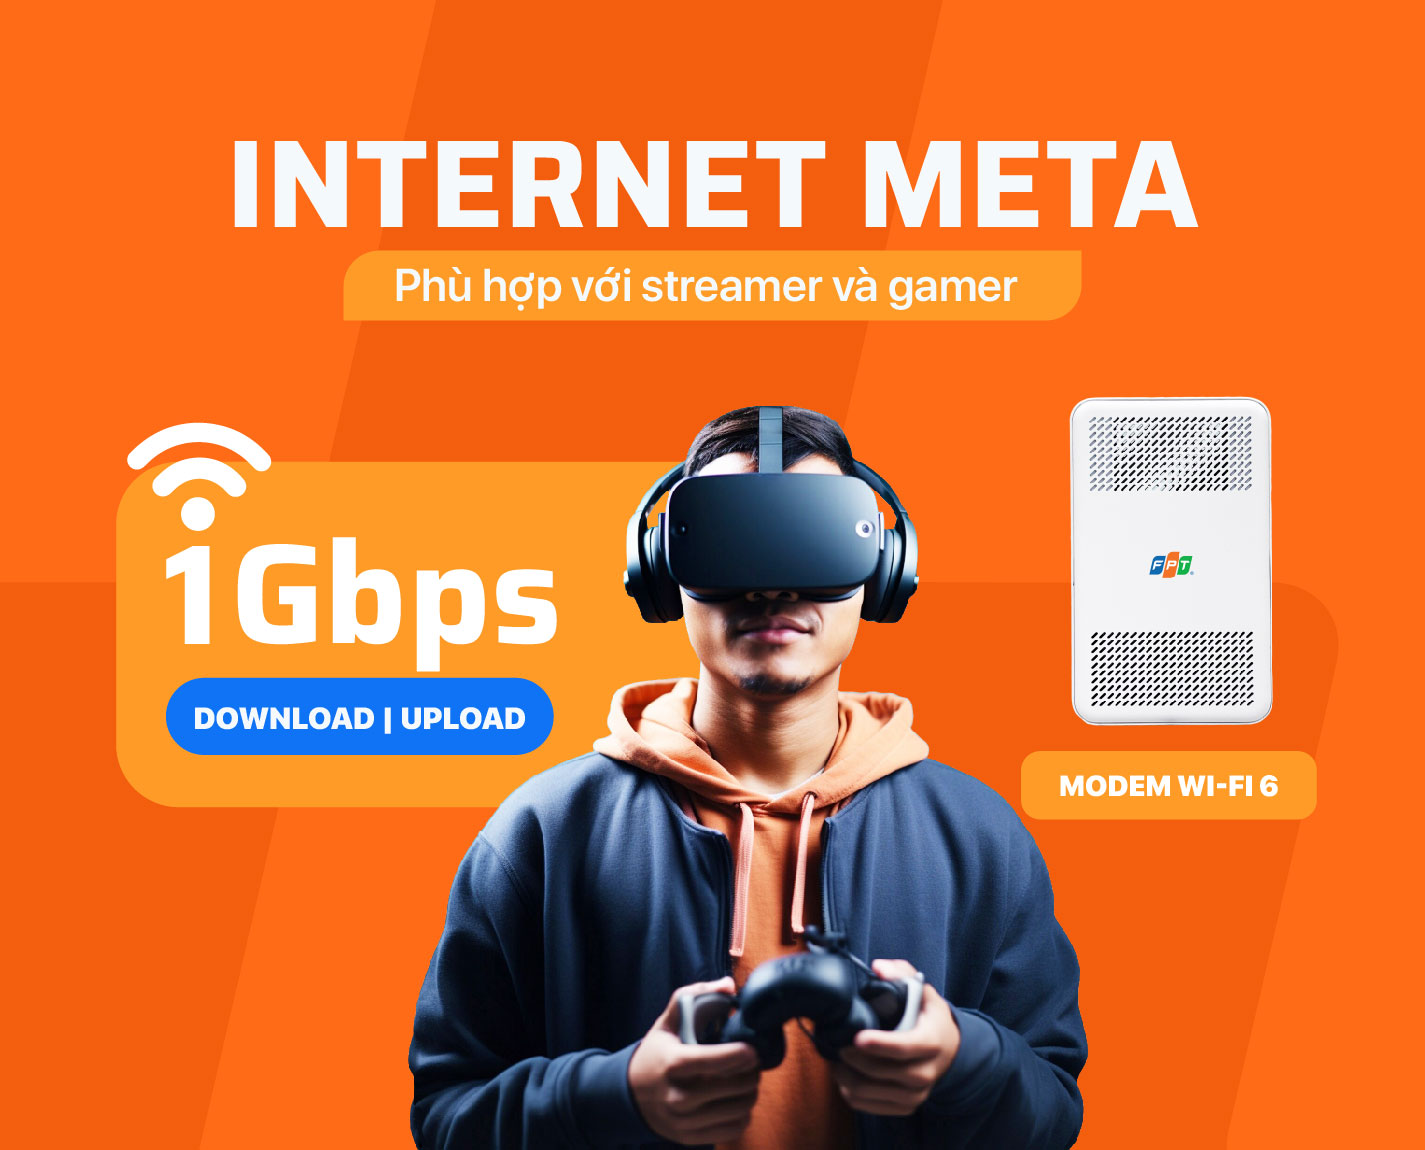 INTERNET META
Phù hợp với streamer và gamer
1Gbps
DOWNLOAD | UPLOAD
FPT
MODEM WI-FI 6